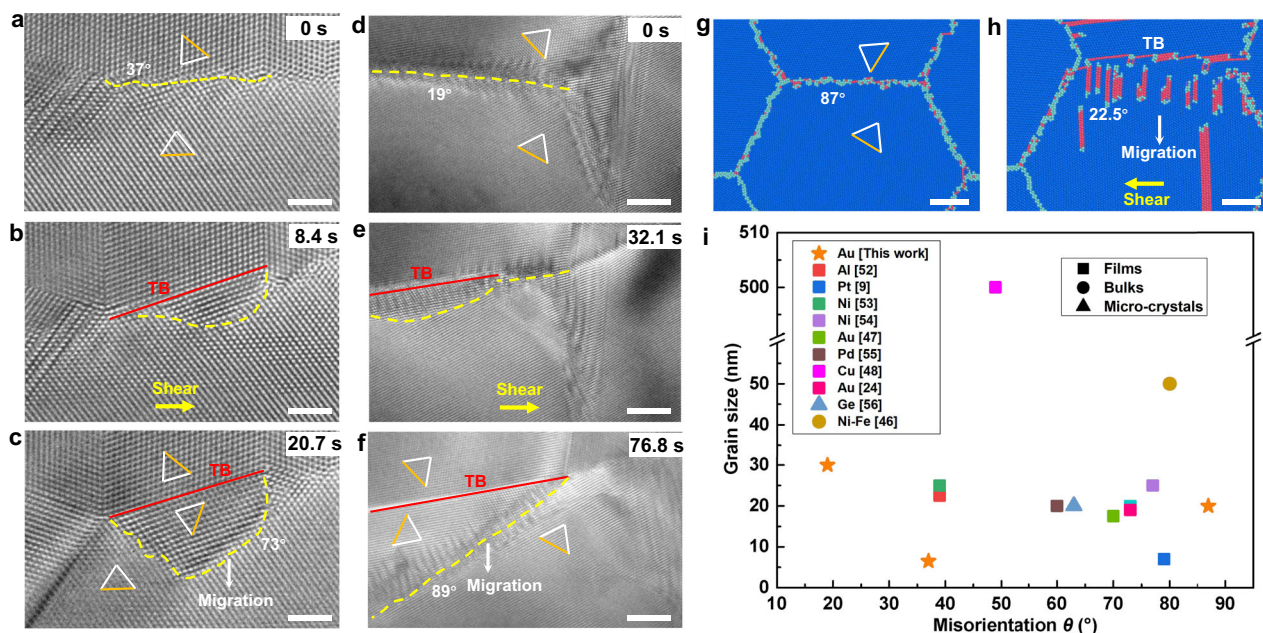 a
0 s
37°
b
8.4 s
TB
Shear
c
20.7 s
TB
73°
Migration
d
0 s
19°
e
32.1 s
TB
Shear
f
76.8 s
TB
89°
Migration
g
87°
h
TB
22.5°
Migration
Shear
i
Grain size (nm)
510
500
50
40
30
20
10
0
Au [This work]
Al [52]
Pt [9]
Ni [53]
Ni [54]
Au [47]
Pd [55]
Cu [48]
Au [24]
Ge [56]
Ni-Fe [46]
Films
Bulks
Micro-crystals
10 20 30 40 50 60 70 80 90
Misorientation θ (°)